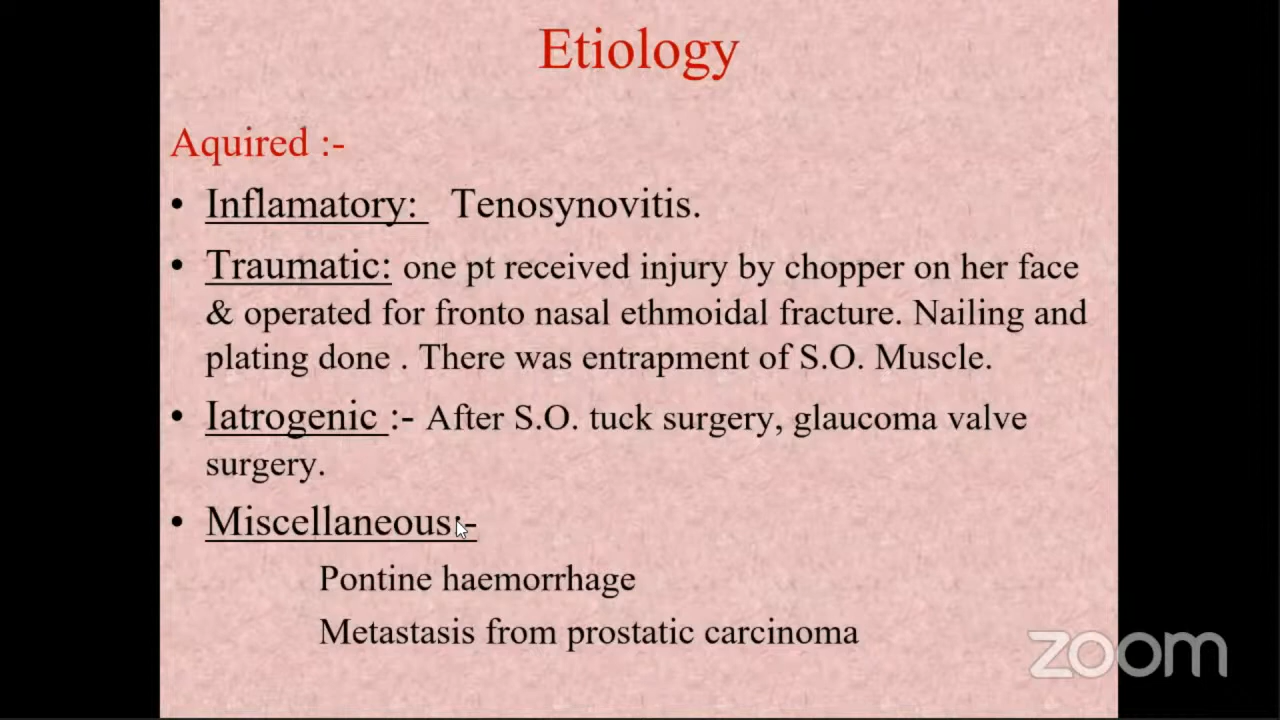 Etiology
Aquired :-
• Inflamatory: Tenosynovitis.
• Traumatic: one pt received injury by chopper on her face
& operated for fronto nasal ethmoidal fracture. Nailing and
plating done . There was entrapment of S.O. Muscle.
• Iatrogenic :- After S.O. tuck surgery, glaucoma valve
surgery.
• Miscellaneous:-
Pontine haemorrhage
Metastasis from prostatic carcinoma
zoom